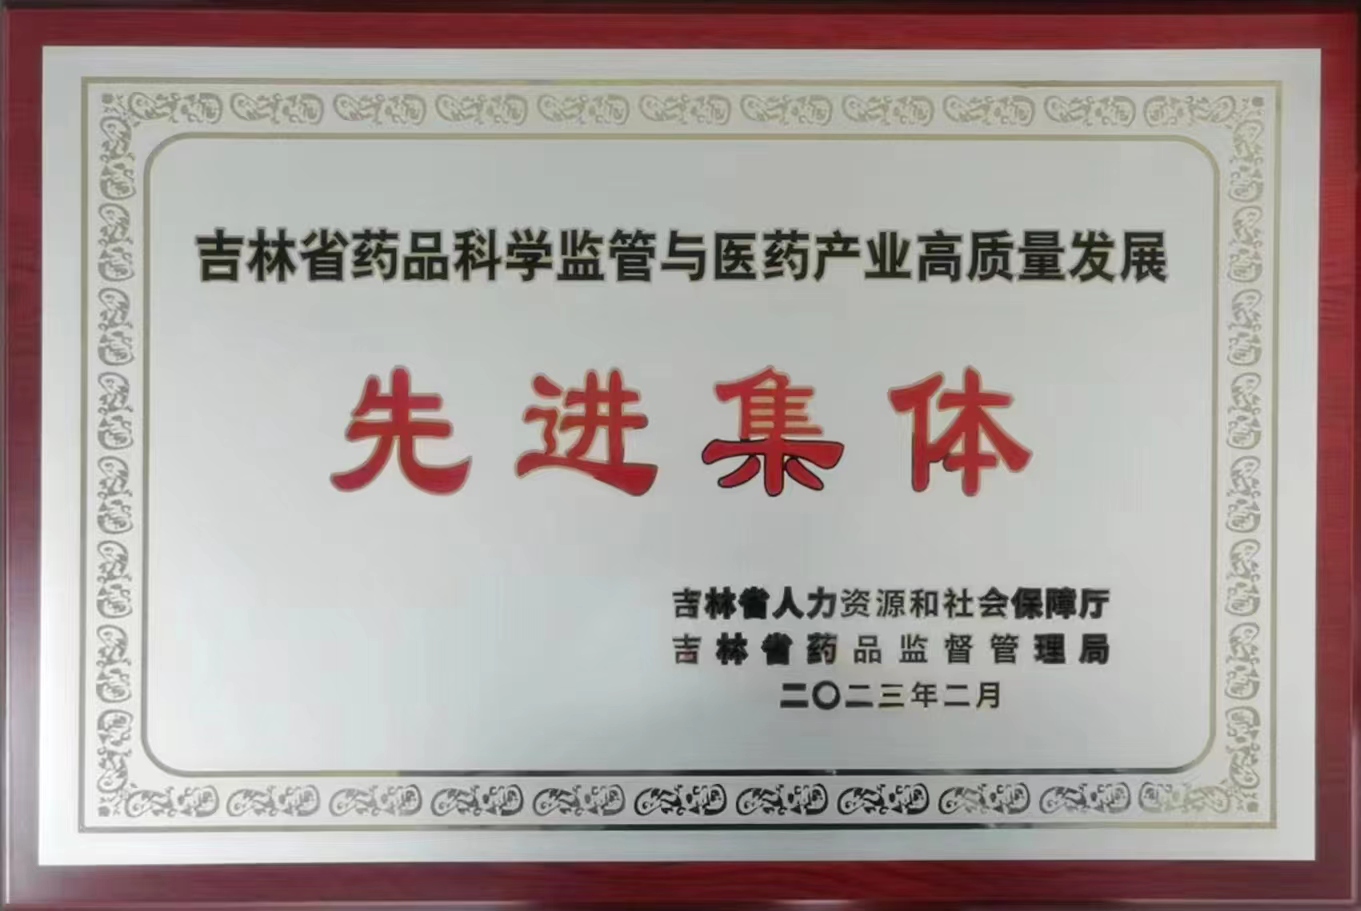 吉林省药品科学监管与医药产业高质量发展
先进集体
吉林省人力资源和社会保障厅
吉林省药品监督管理局
二〇二三年二月